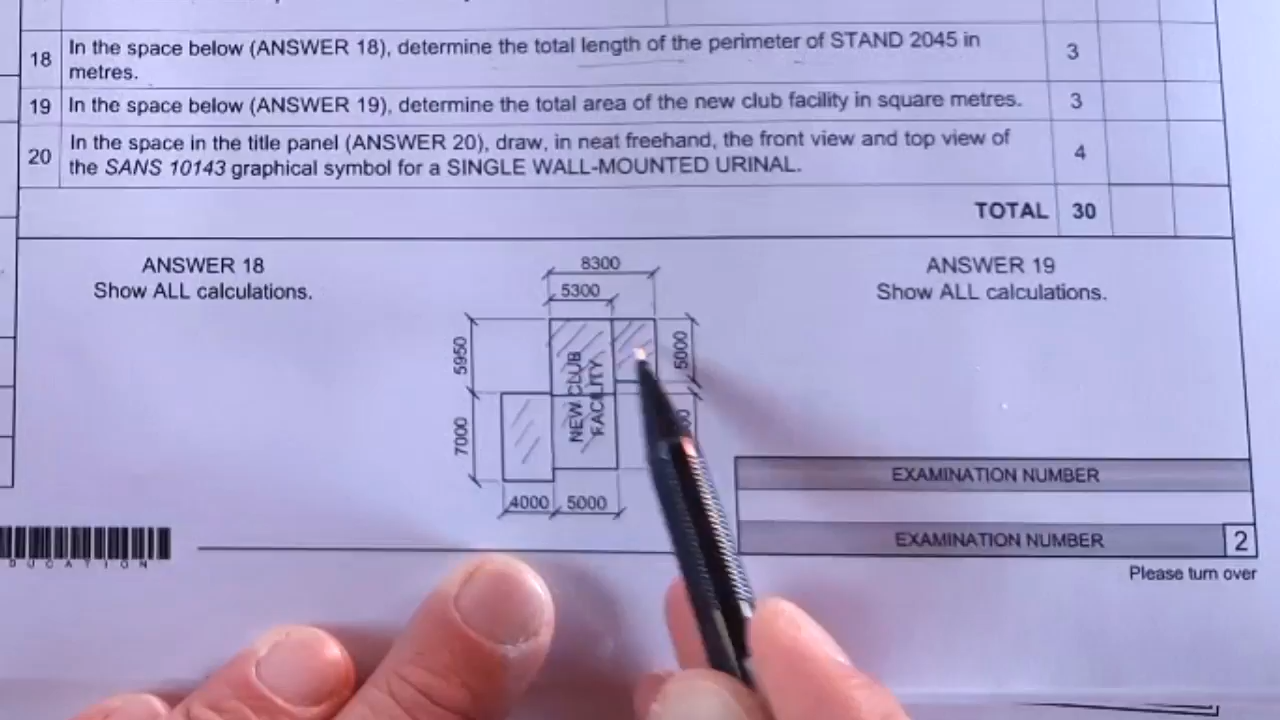 18
In the space below (ANSWER 18), determine the total length of the perimeter of STAND 2045 in
metres.
3
19
In the space below (ANSWER 19), determine the total area of the new club facility in square metres.
3
20
In the space in the title panel (ANSWER 20), draw, in neat freehand, the front view and top view of
the SANS 10143 graphical symbol for a SINGLE WALL-MOUNTED URINAL.
4
TOTAL
30
ANSWER 18
Show ALL calculations.
8300
5300
5950
7000
5000
NEW CLUB
FACILITY
4000
5000
ANSWER 19
Show ALL calculations.
EXAMINATION NUMBER
EXAMINATION NUMBER
2
Please turn over